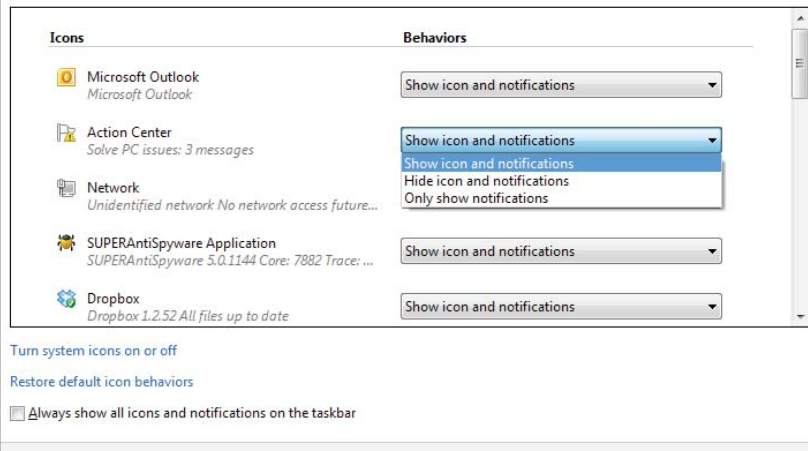 Icons Behaviors
Microsoft Outlook Show icon and notifications
Microsoft Outlook
Action Center Show icon and notifications
Solve PC issues: 3 messages Show icon and notifications
Network Hide icon and notifications
Unidentified network No network access future... Only show notifications
SUPERAntiSpyware Application Show icon and notifications
SUPERAntiSpyware 5.0.1144 Core: 7882 Trace: ...
Dropbox Show icon and notifications
Dropbox 1.2.52 All files up to date
Turn system icons on or off
Restore default icon behaviors
Always show all icons and notifications on the taskbar